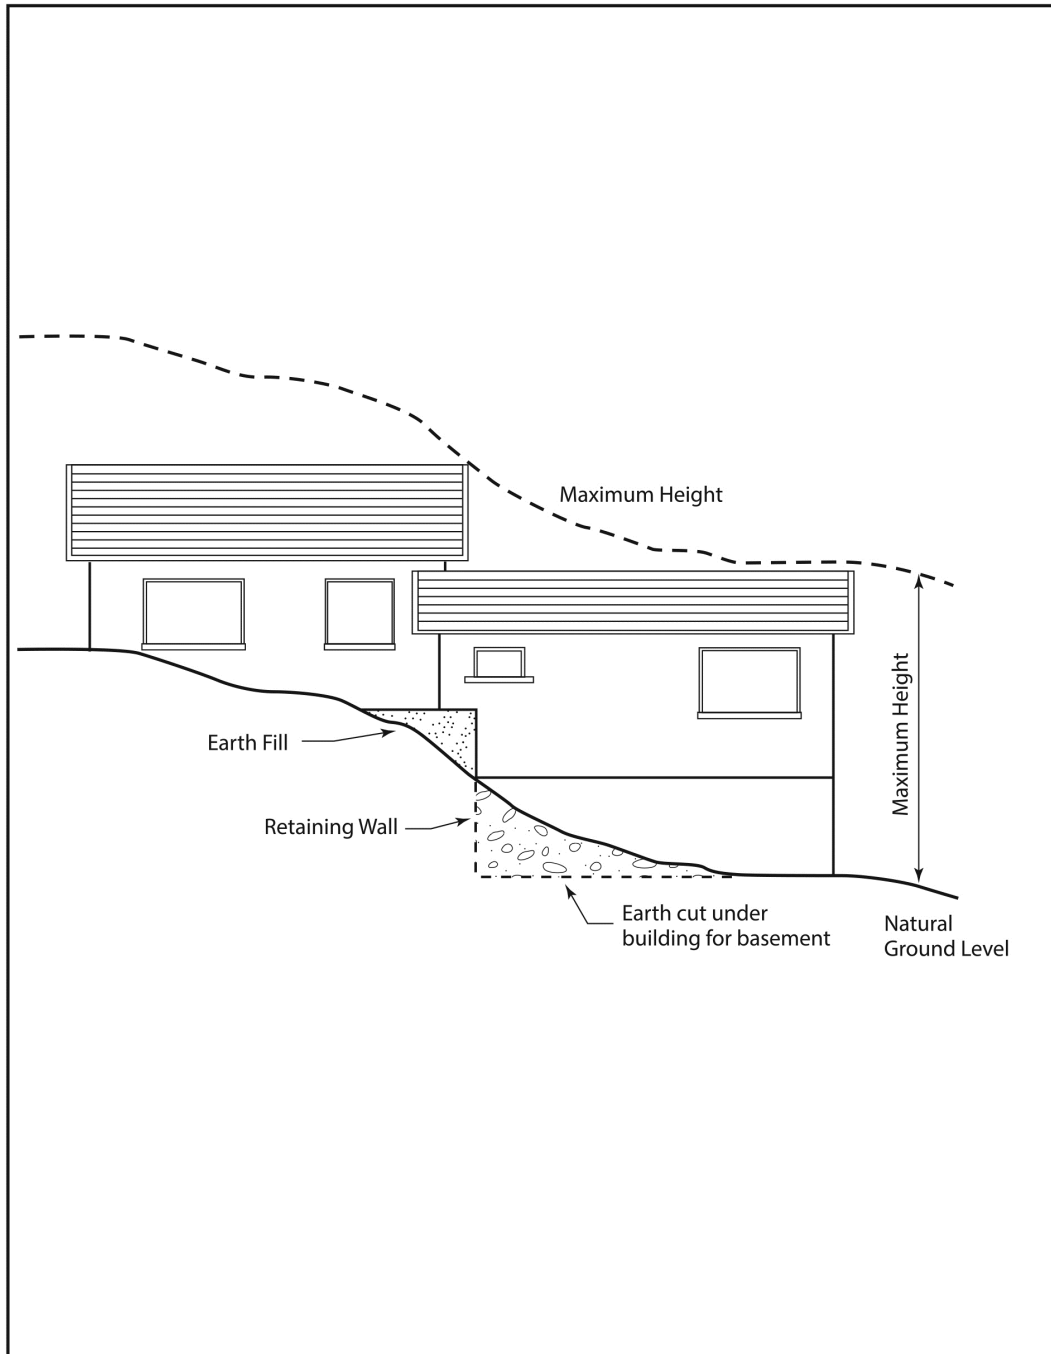 Maximum Height
Maximum Height
Earth Fill
Retaining Wall
Earth cut under
building for basement
Natural
Ground Level